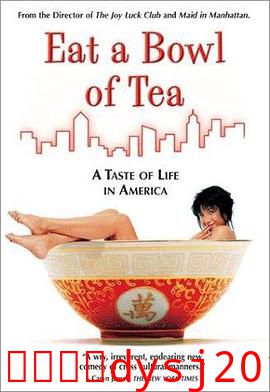 From the Director of The Joy Luck Club and Maid in Manhattan.
Eat a Bowl
of Tea
A TASTE OF LIFE
IN AMERICA
萬
"A wry, irreverent, endearing new
comedy of cross cultural manners."
THE NEW YORK TIMES
dysj20